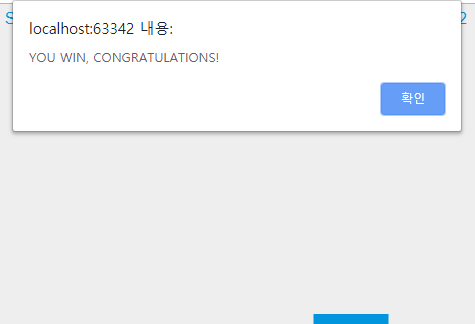 localhost:63342 내용:
YOU WIN, CONGRATULATIONS!
확인